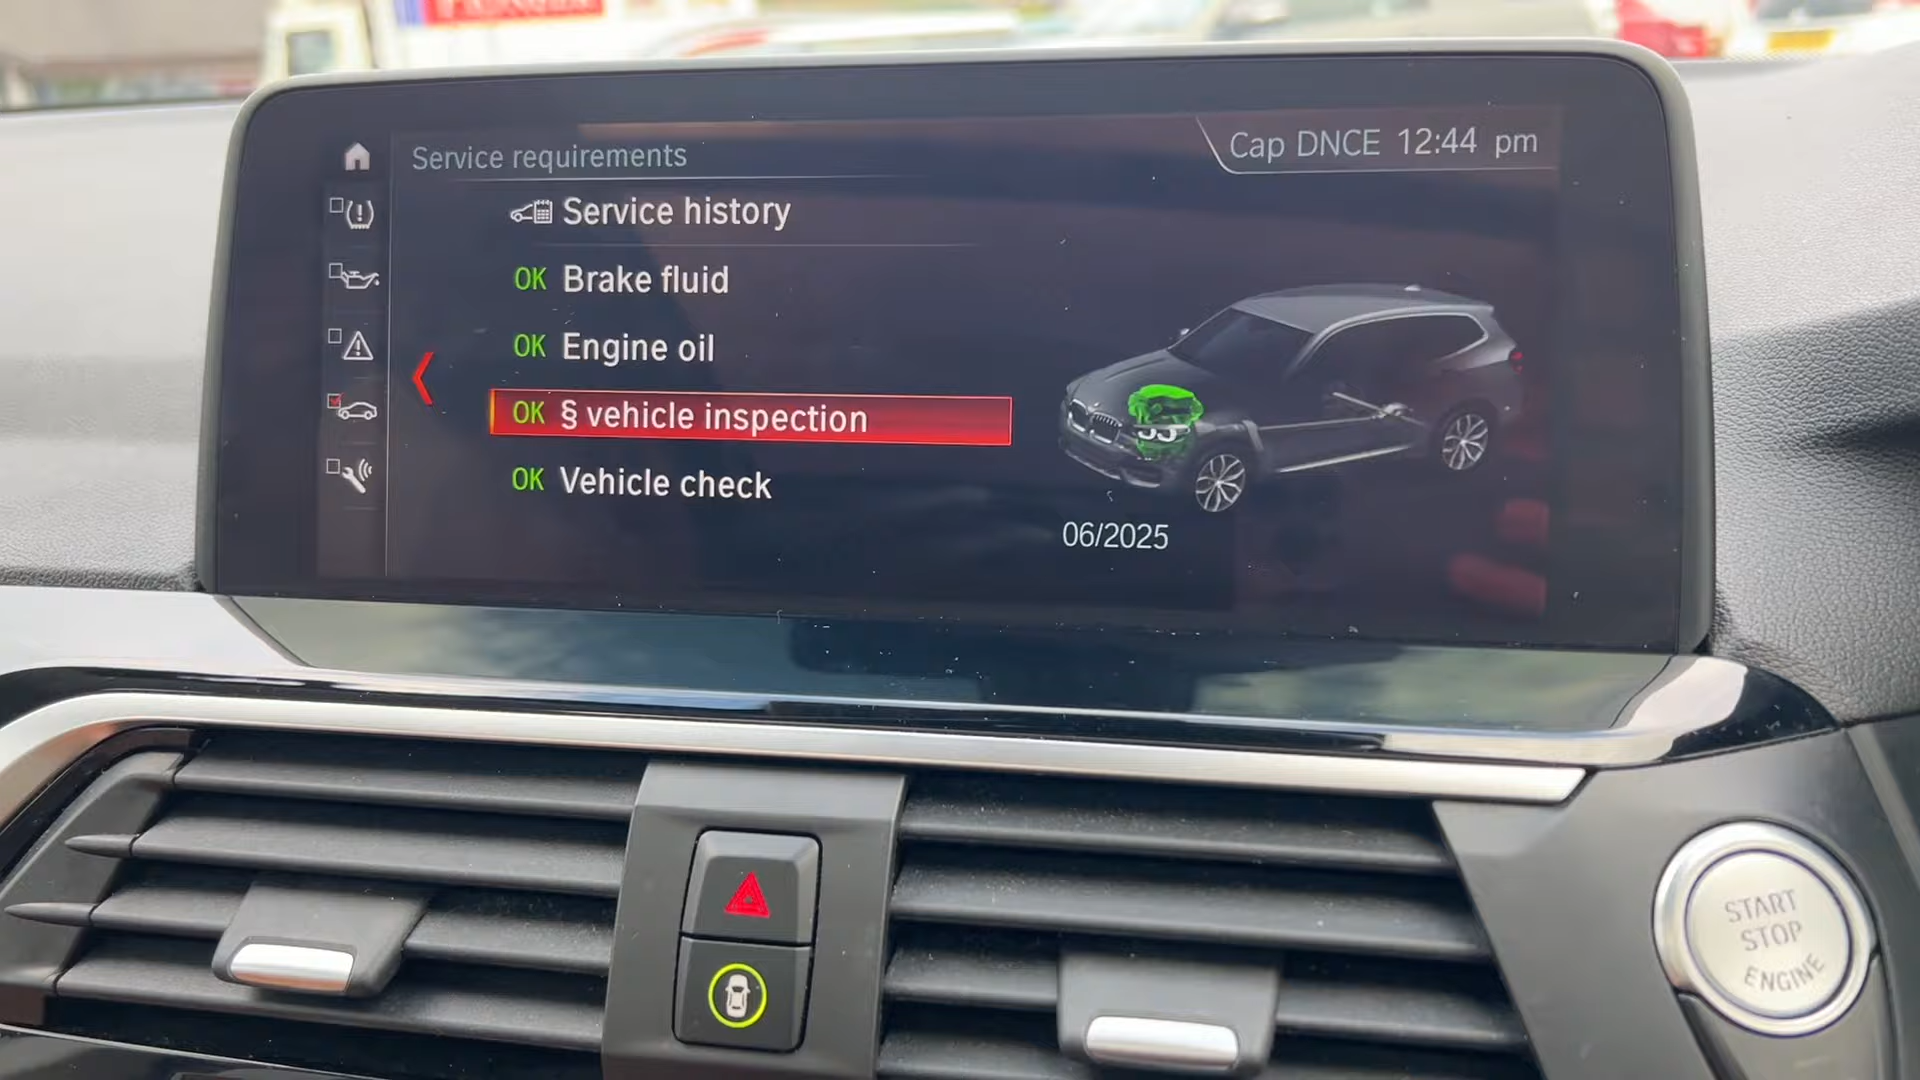 Cap DNCE 12:44 pm
Service requirements
Service history
OK Brake fluid
OK Engine oil
OK § vehicle inspection
OK Vehicle check
06/2025
START
STOP
ENGINE